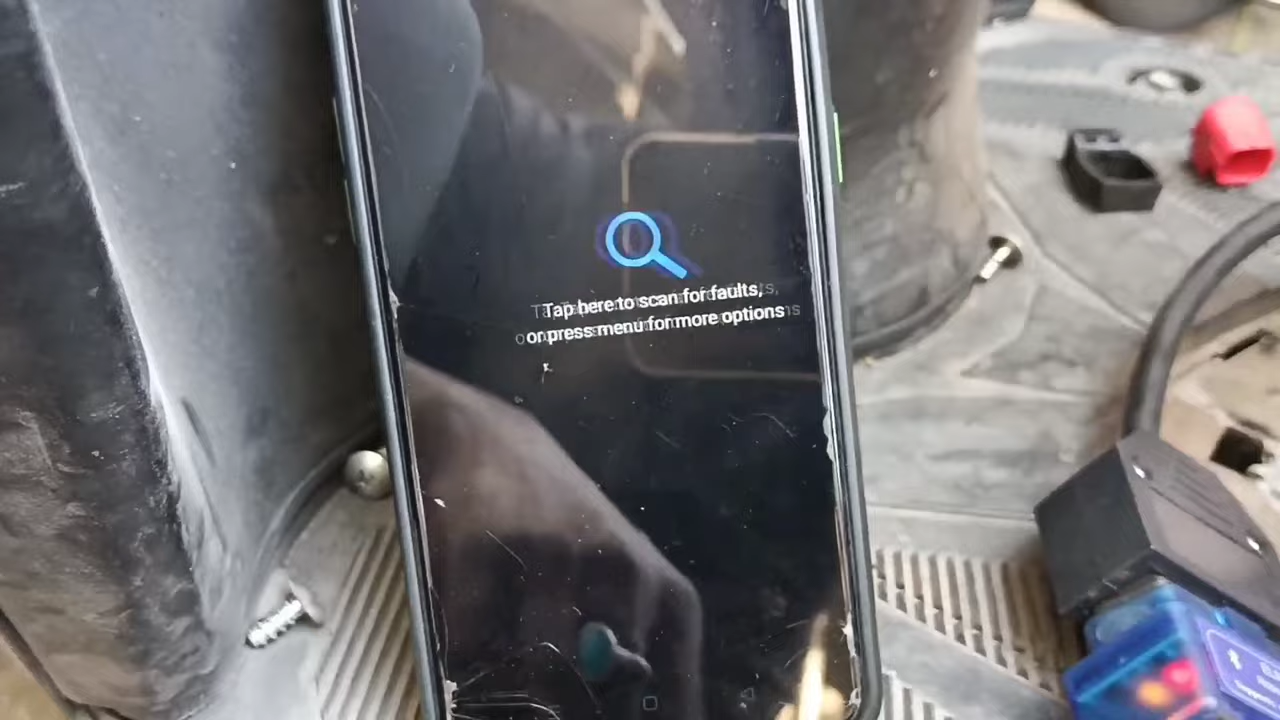 Tap here to scan for faults,
or press menu for more options